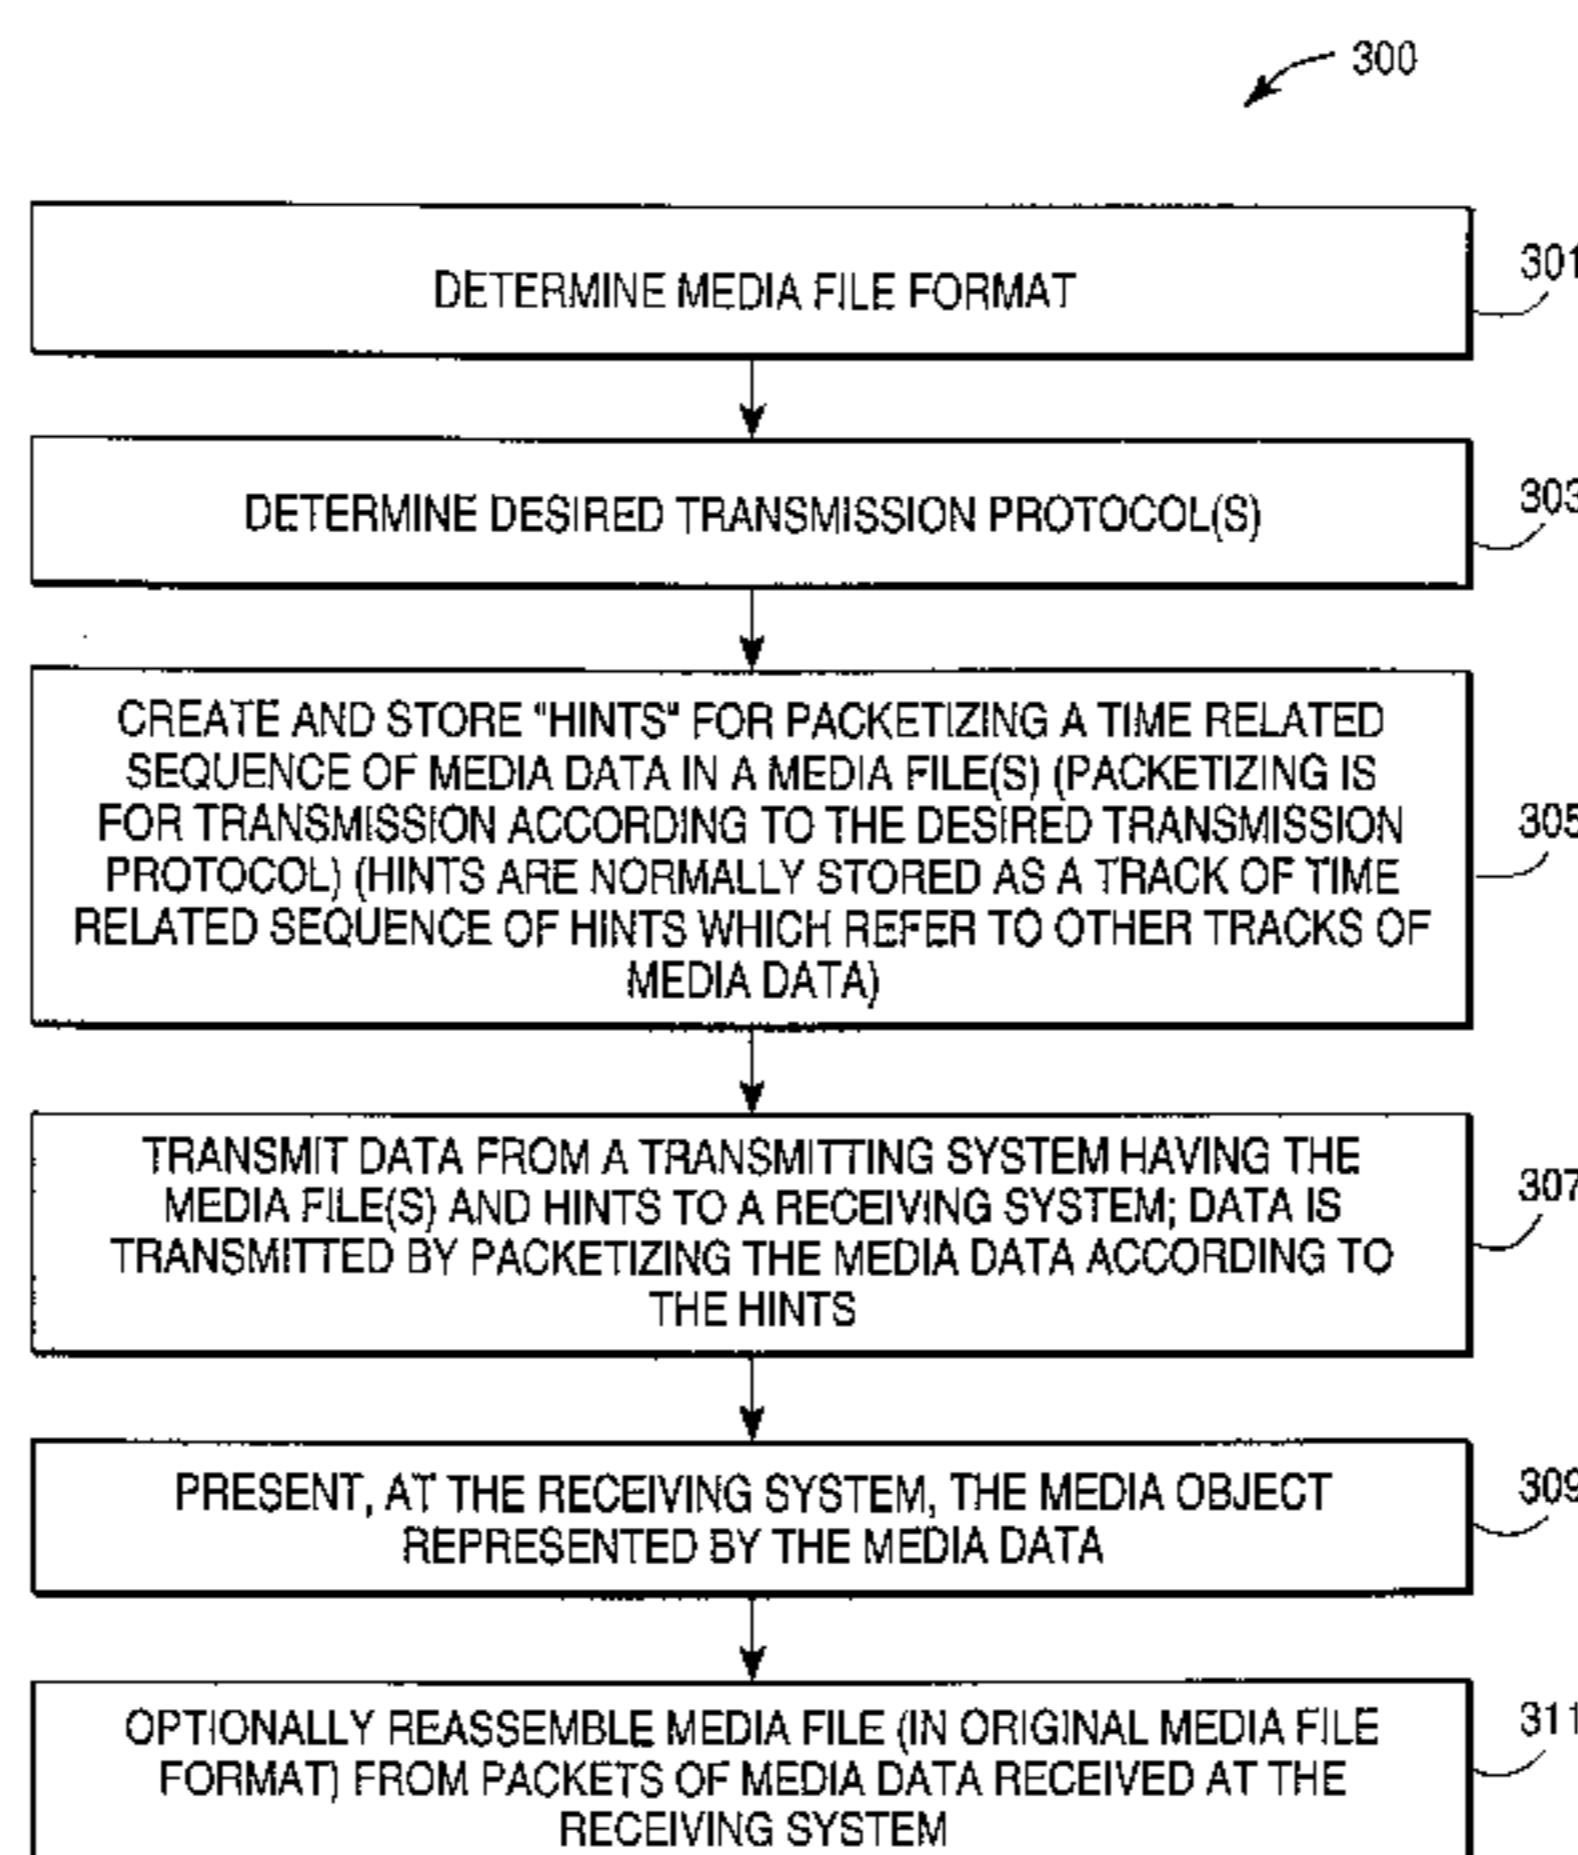 300
DETERMINE MEDIA FILE FORMAT
301
DETERMINE DESIRED TRANSMISSION PROTOCOL(S)
303
CREATE AND STORE "HINTS" FOR PACKETIZING A TIME RELATED
SEQUENCE OF MEDIA DATA IN A MEDIA FILE(S) (PACKETIZING IS
FOR TRANSMISSION ACCORDING TO THE DESIRED TRANSMISSION
PROTOCOL) (HINTS ARE NORMALLY STORED AS A TRACK OF TIME
RELATED SEQUENCE OF HINTS WHICH REFER TO OTHER TRACKS OF
MEDIA DATA)
305
TRANSMIT DATA FROM A TRANSMITTING SYSTEM HAVING THE
MEDIA FILE(S) AND HINTS TO A RECEIVING SYSTEM; DATA IS
TRANSMITTED BY PACKETIZING THE MEDIA DATA ACCORDING TO
THE HINTS
307
PRESENT, AT THE RECEIVING SYSTEM, THE MEDIA OBJECT
REPRESENTED BY THE MEDIA DATA
309
OPTIONALLY REASSEMBLE MEDIA FILE (IN ORIGINAL MEDIA FILE
FORMAT) FROM PACKETS OF MEDIA DATA RECEIVED AT THE
RECEIVING SYSTEM
311